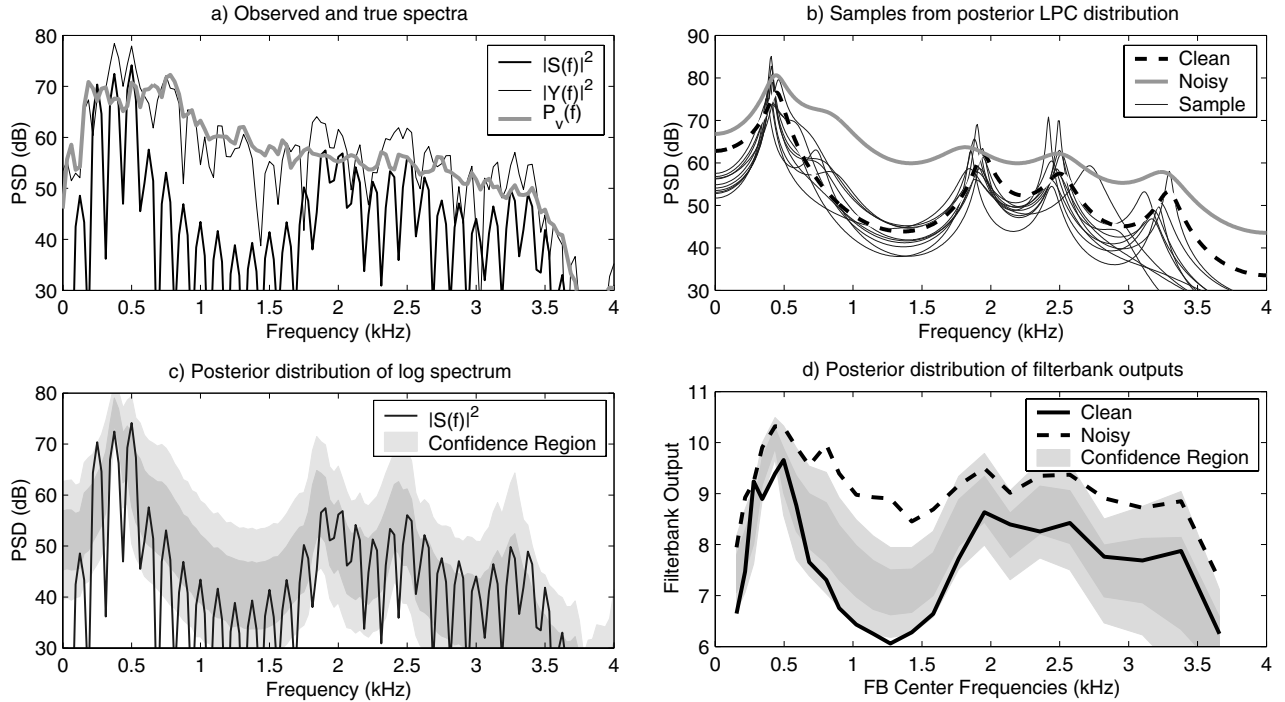 a) Observed and true spectra
80
70
60
50
40
30
PSD (dB)
|S(f)|²
|Y(f)|²
P_v(f)
0 0.5 1 1.5 2 2.5 3 3.5 4
Frequency (kHz)
b) Samples from posterior LPC distribution
90
80
70
60
50
40
30
PSD (dB)
Clean
Noisy
Sample
0 0.5 1 1.5 2 2.5 3 3.5 4
Frequency (kHz)
c) Posterior distribution of log spectrum
80
70
60
50
40
30
PSD (dB)
|S(f)|²
Confidence Region
0 0.5 1 1.5 2 2.5 3 3.5 4
Frequency (kHz)
d) Posterior distribution of filterbank outputs
11
10
9
8
7
6
Filterbank Output
Clean
Noisy
Confidence Region
0 0.5 1 1.5 2 2.5 3 3.5 4
FB Center Frequencies (kHz)